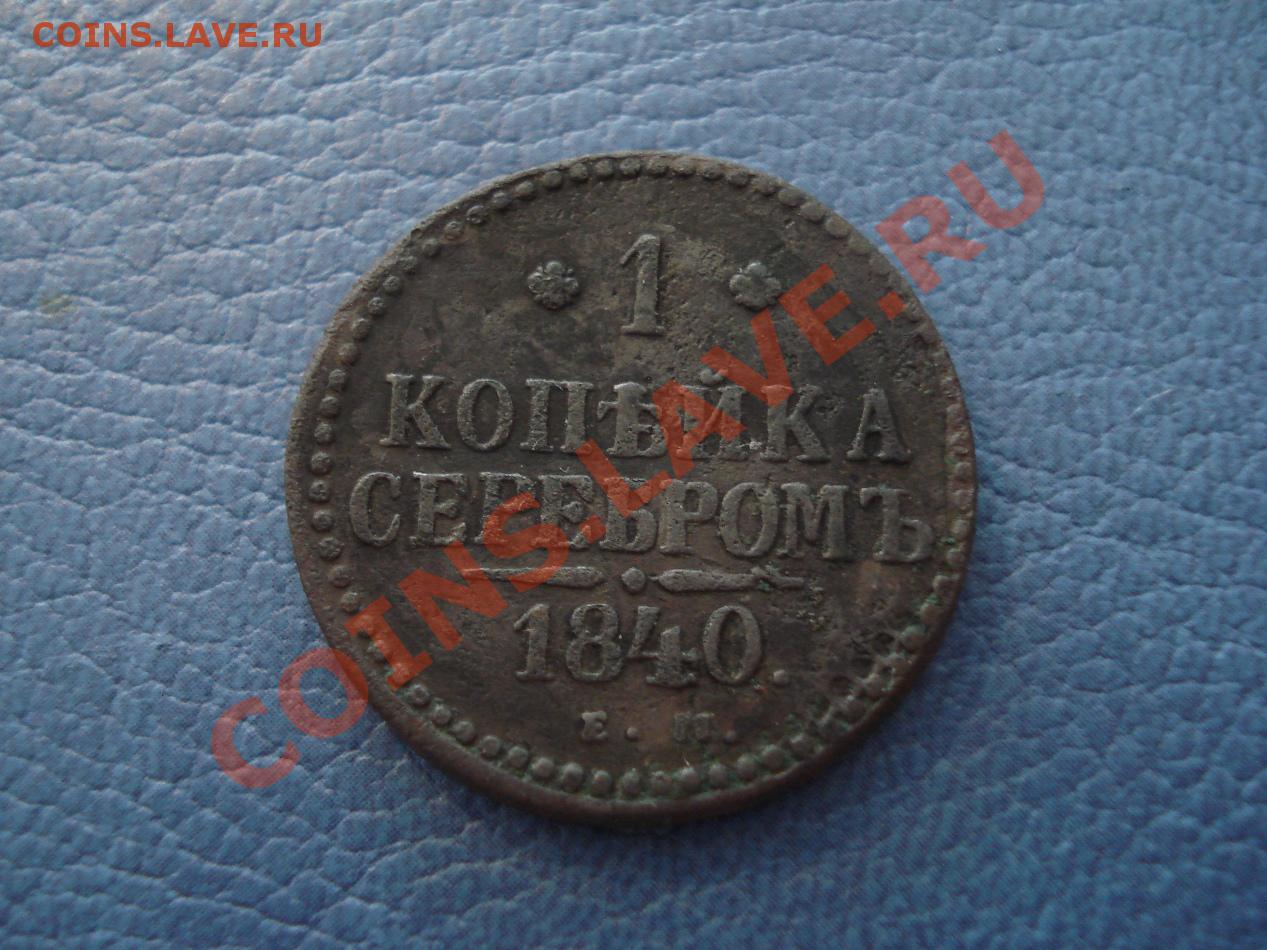 COINS.LAVE.RU
1
КОПѢЙКА
СЕРЕБРОМЪ
1840.
Е. М.
COINS.LAVE.RU